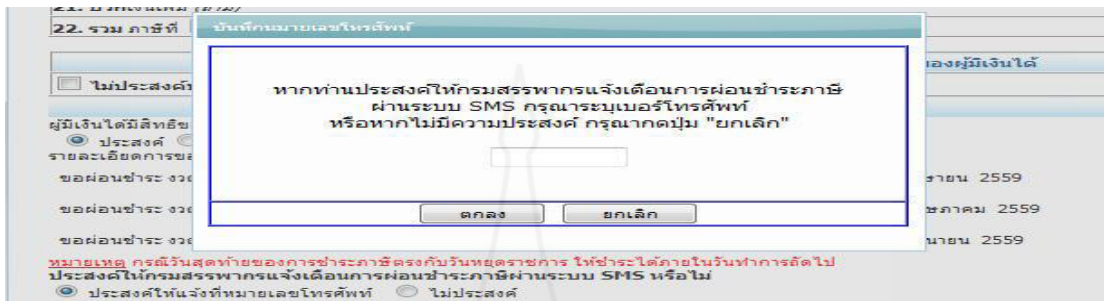 22. รวม ภาษีที่
บันทึกหมายเลขโทรศัพท์
องผู้มีเงินได้
ไม่ประสงค์
หากท่านประสงค์ให้กรมสรรพากรแจ้งเตือนการผ่อนชำระภาษี
ผ่านระบบ SMS กรุณาระบุเบอร์โทรศัพท์
หรือหากไม่มีความประสงค์ กรุณากดปุ่ม "ยกเลิก"
ผู้มีเงินได้มีสิทธิข
ประสงค์
รายละเอียดการขอ
ขอผ่อนชำระ งวด
ษายน 2559
ขอผ่อนชำระ งวด
ษภาคม 2559
ตกลง ยกเลิก
ขอผ่อนชำระ งวด
นายน 2559
หมายเหตุ กรณีวันสุดท้ายของการชำระภาษีตรงกับวันหยุดราชการ ให้ชำระได้ภายในวันทำการถัดไป
ประสงค์ให้กรมสรรพากรแจ้งเตือนการผ่อนชำระภาษีผ่านระบบ SMS หรือไม่
ประสงค์ให้แจ้งที่หมายเลขโทรศัพท์ ไม่ประสงค์